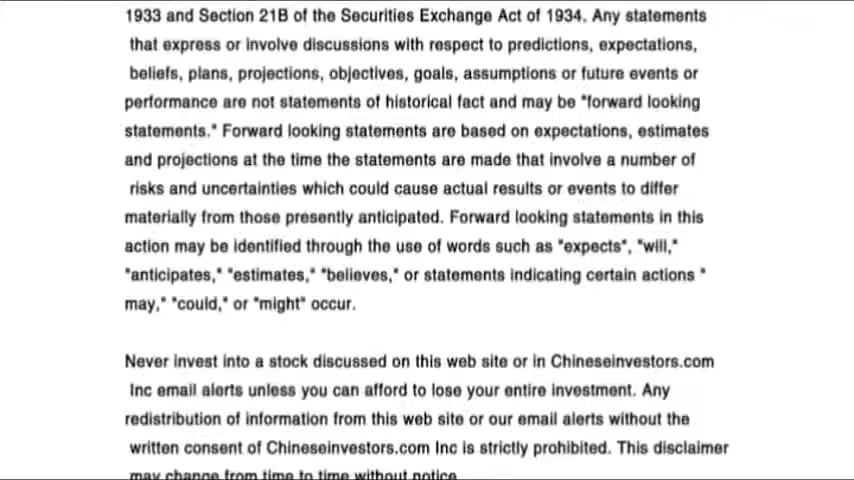 1933 and Section 21B of the Securities Exchange Act of 1934. Any statements
that express or involve discussions with respect to predictions, expectations,
beliefs, plans, projections, objectives, goals, assumptions or future events or
performance are not statements of historical fact and may be "forward looking
statements." Forward looking statements are based on expectations, estimates
and projections at the time the statements are made that involve a number of
risks and uncertainties which could cause actual results or events to differ
materially from those presently anticipated. Forward looking statements in this
action may be identified through the use of words such as "expects", "will,"
"anticipates," "estimates," "believes," or statements indicating certain actions "
may," "could," or "might" occur.
Never invest into a stock discussed on this web site or in Chineseinvestors.com
Inc email alerts unless you can afford to lose your entire investment. Any
redistribution of information from this web site or our email alerts without the
written consent of Chineseinvestors.com Inc is strictly prohibited. This disclaimer
may change from time to time without notice